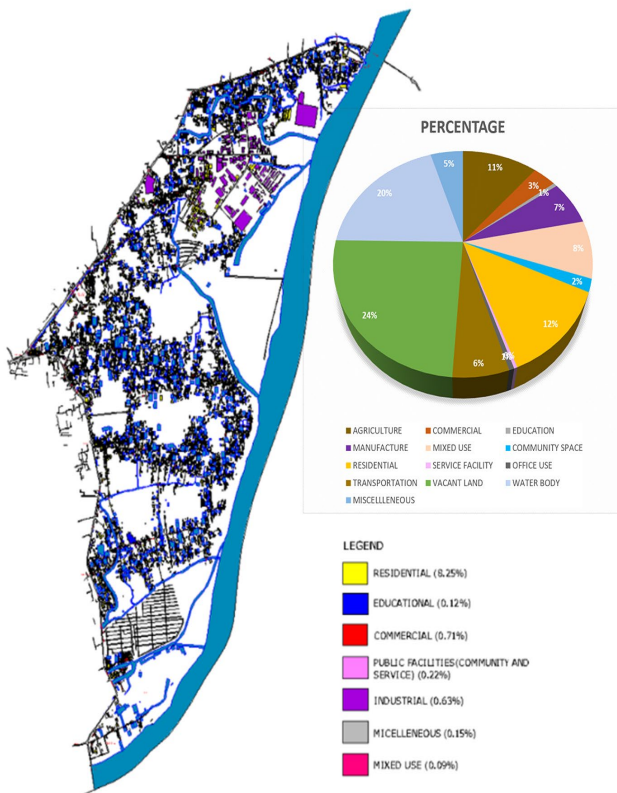 PERCENTAGE
5%
11%
3%
1%
7%
20%
8%
2%
12%
24%
6%
AGRICULTURE COMMERCIAL EDUCATION
MANUFACTURE MIXED USE COMMUNITY SPACE
RESIDENTIAL SERVICE FACILITY OFFICE USE
TRANSPORTATION VACANT LAND WATER BODY
MISCELLLENEOUS
LEGEND
RESIDENTIAL (8.25%)
EDUCATIONAL (0.12%)
COMMERCIAL (0.71%)
PUBLIC FACILITIES(COMMUNITY AND
SERVICE) (0.22%)
INDUSTRIAL (0.63%)
MICELLENEOUS (0.15%)
MIXED USE (0.09%)